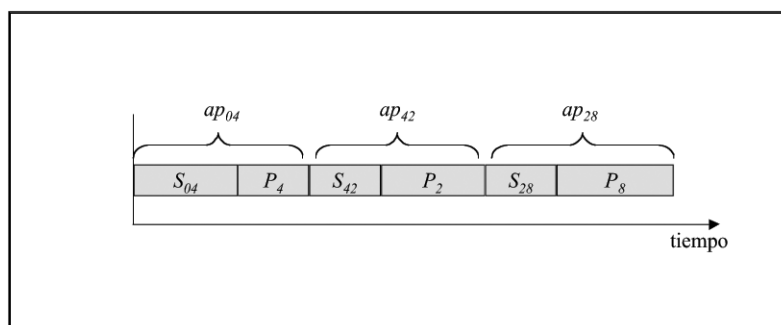 ap₀₄ ap₄₂ ap₂₈
S₀₄ P₄ S₄₂ P₂ S₂₈ P₈
tiempo